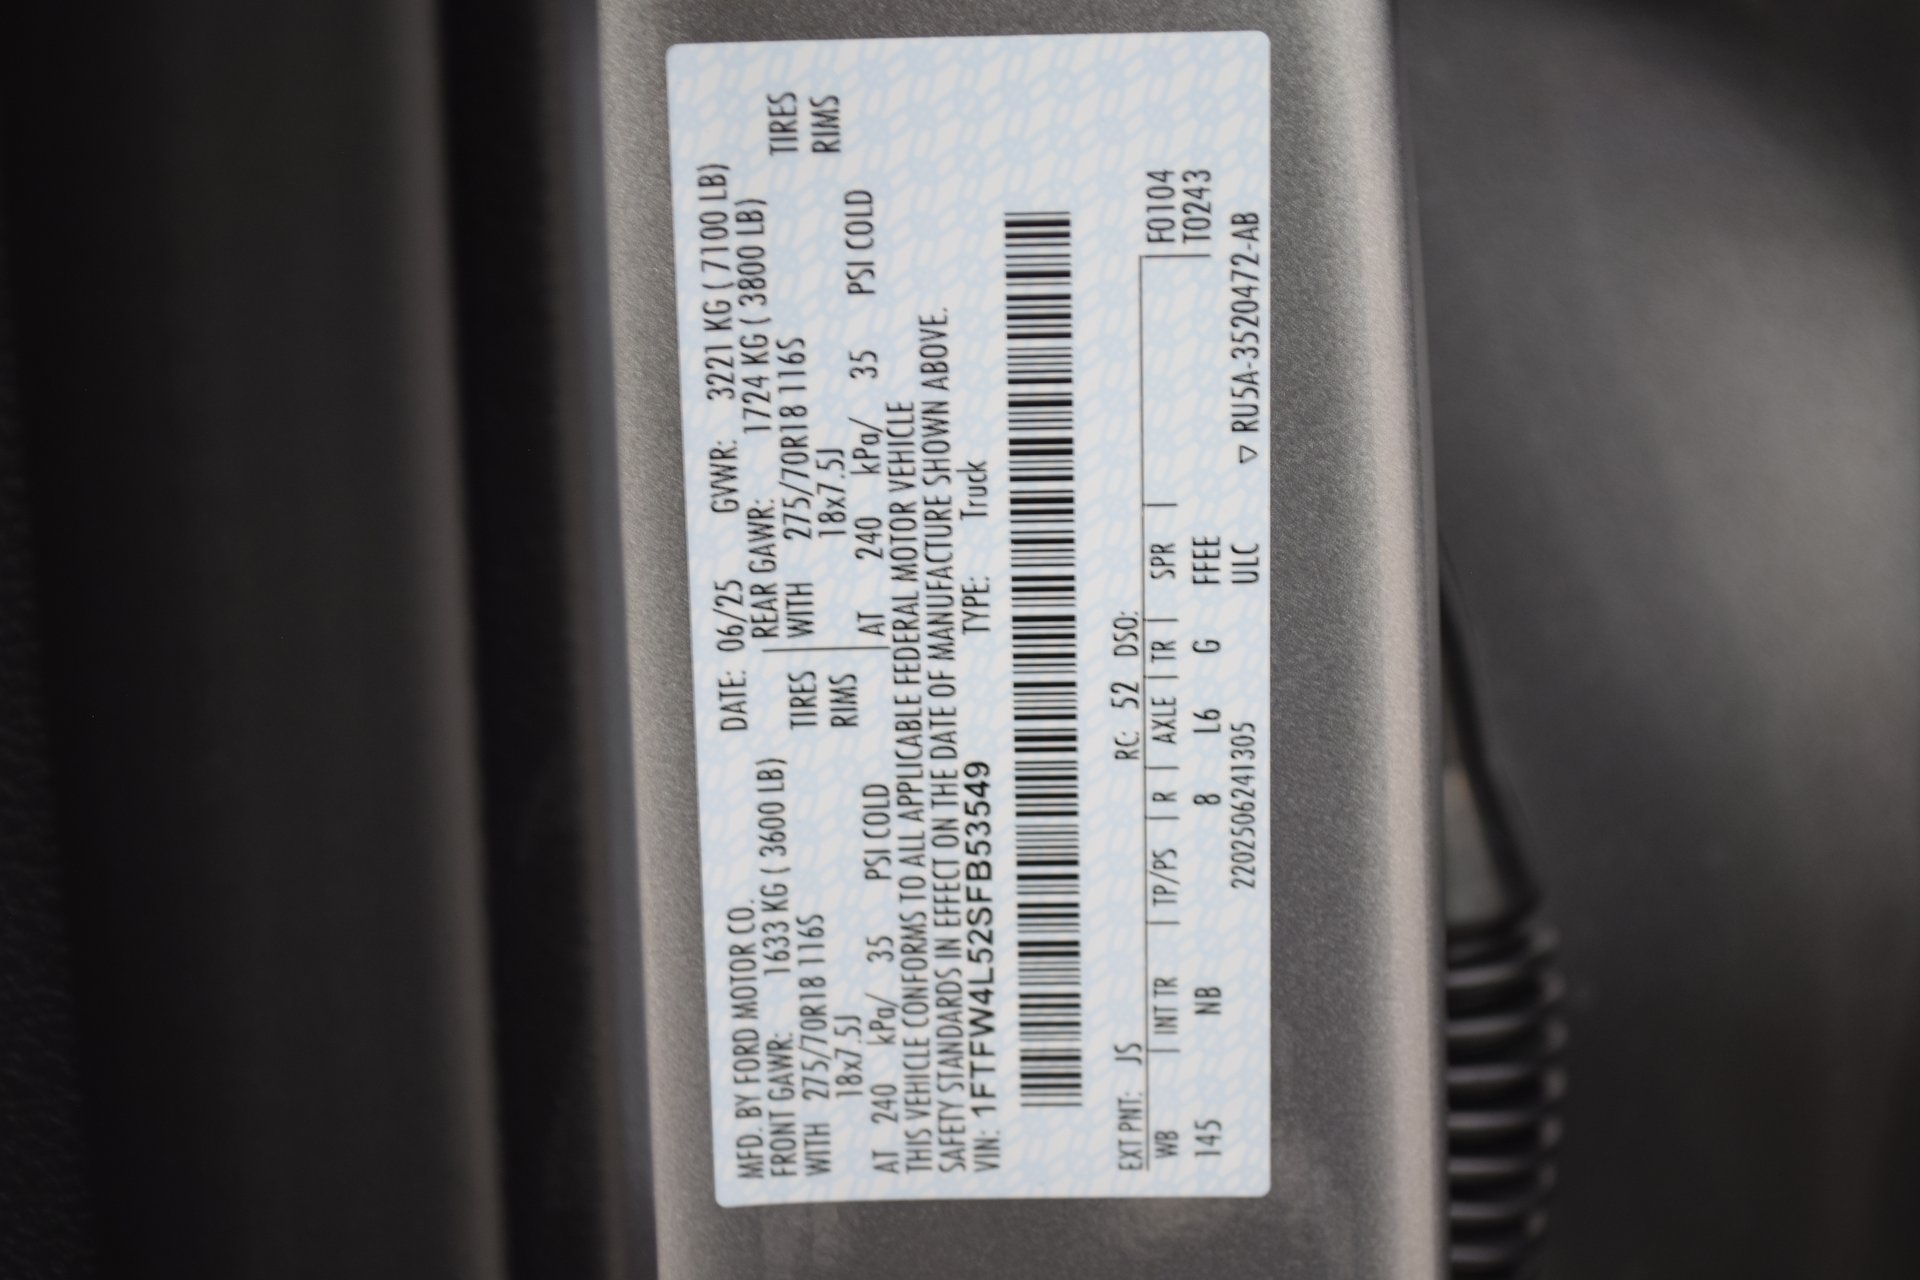 MFD. BY FORD MOTOR CO.
DATE: 06/25 GVWR: 3221 KG ( 7100 LB)
FRONT GAWR: 1633 KG ( 3600 LB)
REAR GAWR: 1724 KG ( 3800 LB)
WITH 275/70R18 116S TIRES
18x7.5J RIMS
AT 240 kPa/ 35 PSI COLD
WITH 275/70R18 116S TIRES
18x7.5J RIMS
AT 240 kPa/ 35 PSI COLD
THIS VEHICLE CONFORMS TO ALL APPLICABLE FEDERAL MOTOR VEHICLE
SAFETY STANDARDS IN EFFECT ON THE DATE OF MANUFACTURE SHOWN ABOVE.
VIN: 1FTFW4L52SFB53549 TYPE: Truck
EXT PNT: JS RC: 52 DSO:
WB | INT TR | TP/PS | R | AXLE | TR | SPR | F0104
145 NB 8 L6 G FFEE T0243
2202506241305 ULC ▽ RU5A-3520472-AB